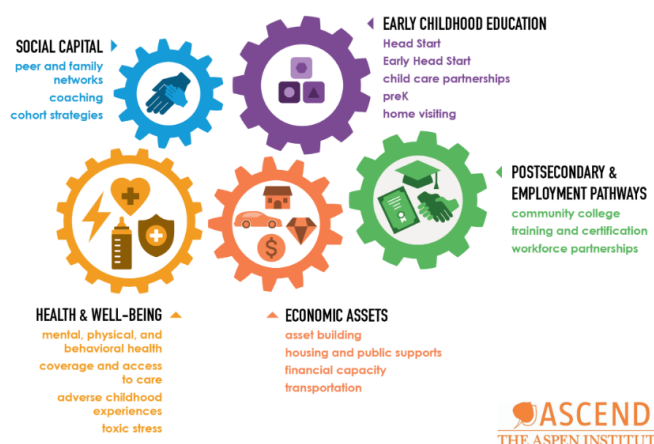 SOCIAL CAPITAL
peer and family
networks
coaching
cohort strategies
EARLY CHILDHOOD EDUCATION
Head Start
Early Head Start
child care partnerships
preK
home visiting
POSTSECONDARY &
EMPLOYMENT PATHWAYS
community college
training and certification
workforce partnerships
$
HEALTH & WELL-BEING
mental, physical, and
behavioral health
coverage and access
to care
adverse childhood
experiences
toxic stress
ECONOMIC ASSETS
asset building
housing and public supports
financial capacity
transportation
ASCEND
THE ASPEN INSTITUT